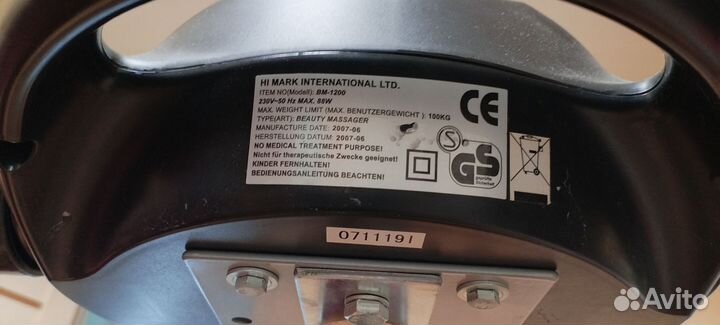 HI MARK INTERNATIONAL LTD.
ITEM NO(Modell): BM-1200
230V~50 Hz MAX. 88W
MAX. WEIGHT LIMIT (MAX. BENUTZERGEWICHT ): 100KG
TYPE(ART): BEAUTY MASSAGER
MANUFACTURE DATE: 2007-06
HERSTELLUNG DATUM: 2007-06
NO MEDICAL TREATMENT PURPOSE!
Nicht für therapeutische Zwecke geeignet!
KINDER FERNHALTEN!
BEDIENUNGSANLEITUNG BEACHTEN!
CE
S
GS
geprüfte
Sicherheit
0711191
Avito